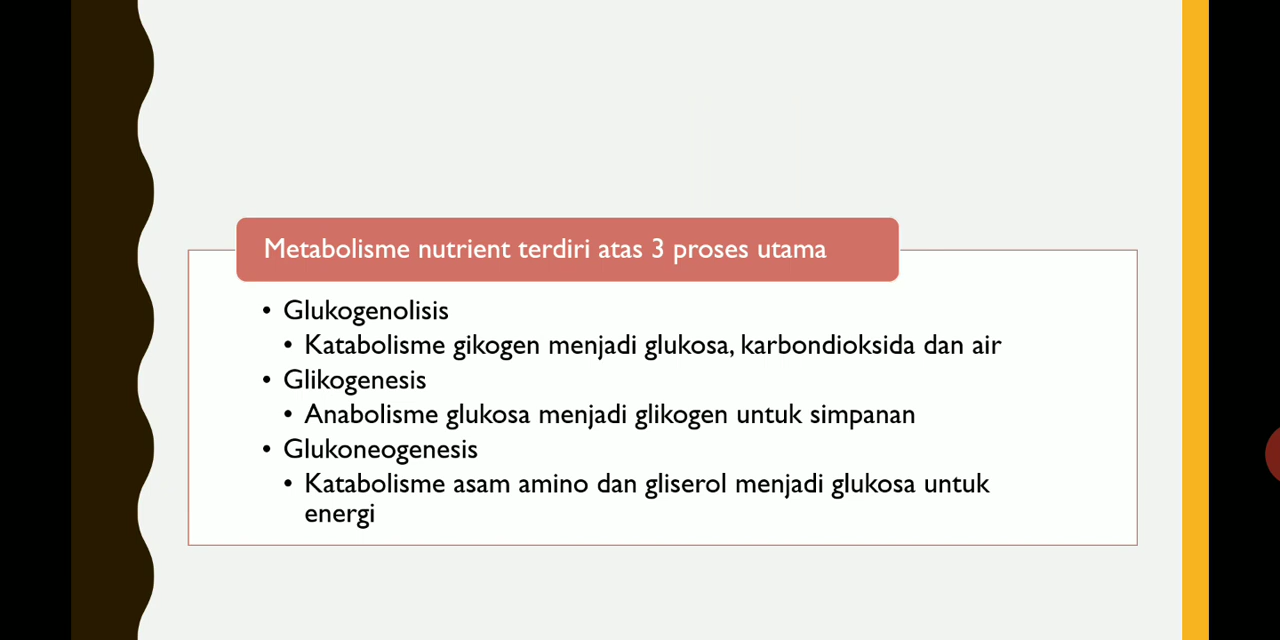 Metabolisme nutrient terdiri atas 3 proses utama
• Glukogenolisis
• Katabolisme gikogen menjadi glukosa, karbondioksida dan air
• Glikogenesis
• Anabolisme glukosa menjadi glikogen untuk simpanan
• Glukoneogenesis
• Katabolisme asam amino dan gliserol menjadi glukosa untuk
energi